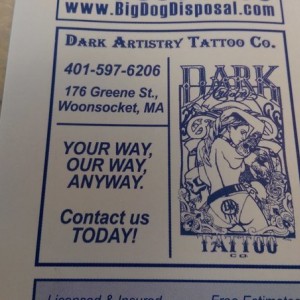 www.BigDogDisposal.com
DARK ARTISTRY TATTOO CO.
401-597-6206
176 Greene St.,
Woonsocket, MA
YOUR WAY,
OUR WAY,
ANYWAY.
Contact us
TODAY!
DARK
TATTOO
CO
Licensed & Insured
Free Estimates